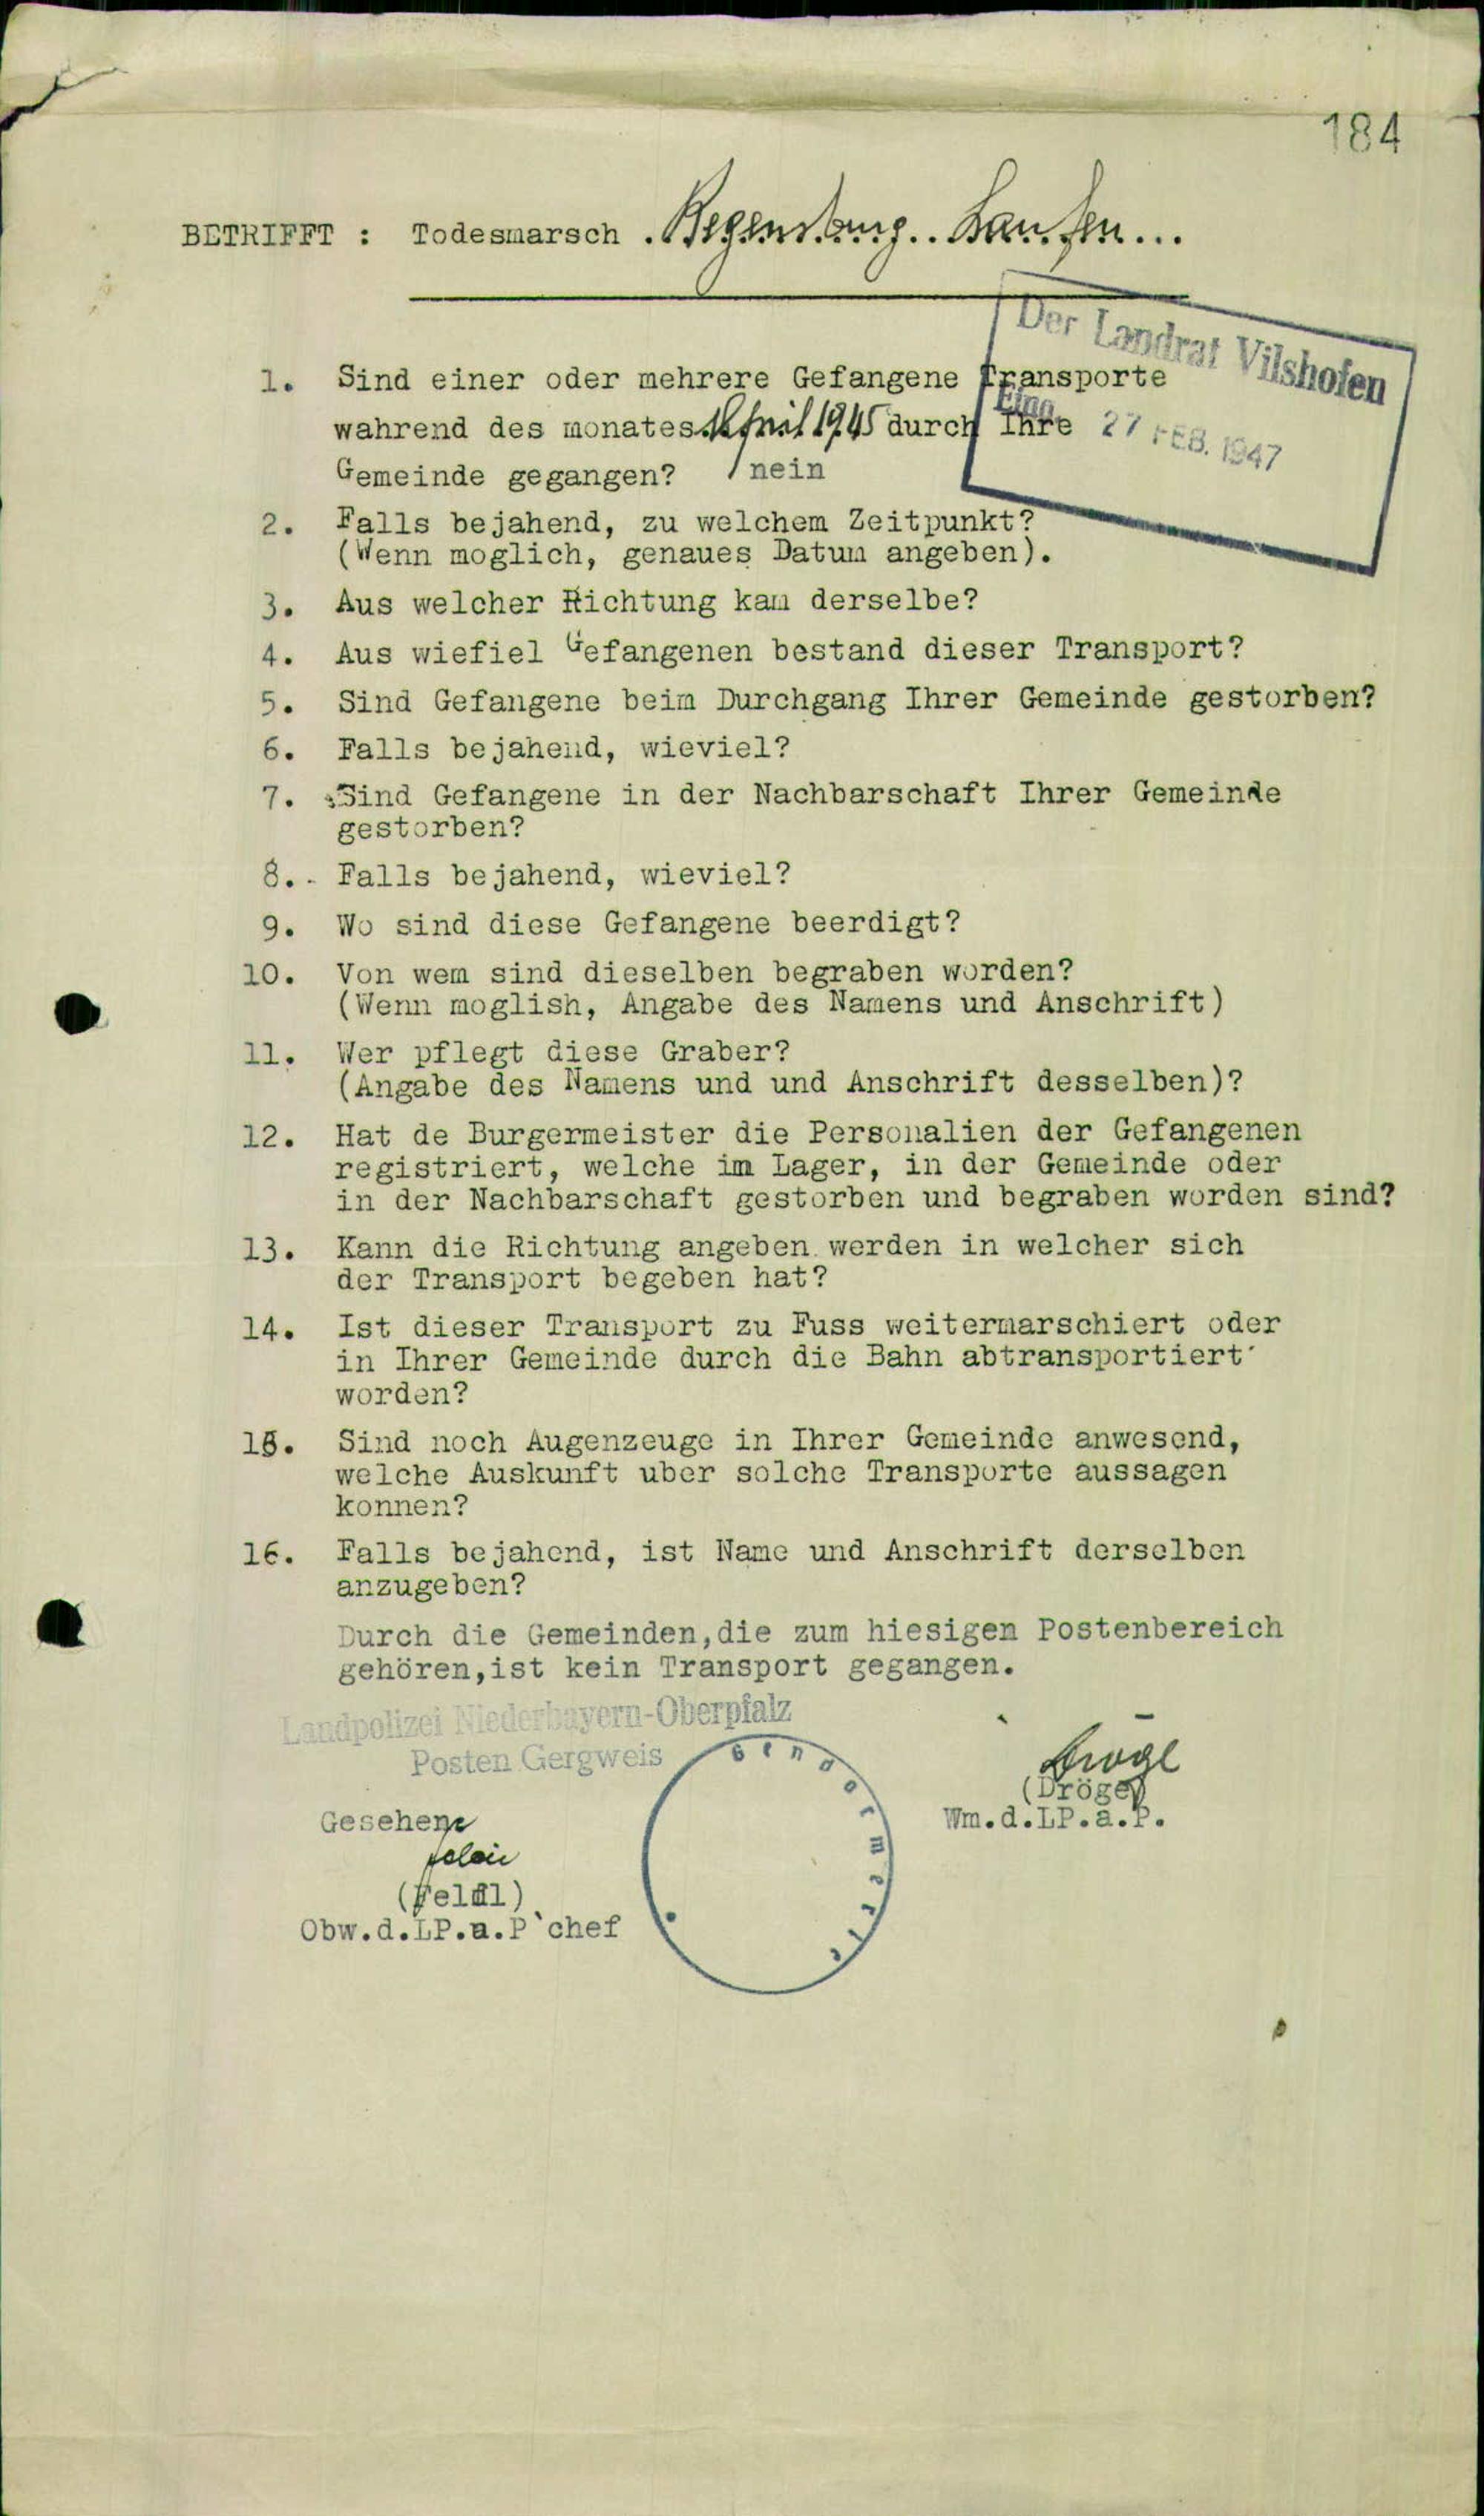 184
BETRIFFT : Todesmarsch .Regensburg..Laufen...
Der Landrat Vilshofen
Eing. 27 FEB. 1947
1. Sind einer oder mehrere Gefangene Transporte
wahrend des monates April 1945 durch Ihre
Gemeinde gegangen? nein
2. Falls bejahend, zu welchem Zeitpunkt?
(Wenn moglich, genaues Datum angeben).
3. Aus welcher Richtung kam derselbe?
4. Aus wiefiel Gefangenen bestand dieser Transport?
5. Sind Gefangene beim Durchgang Ihrer Gemeinde gestorben?
6. Falls bejahend, wieviel?
7. Sind Gefangene in der Nachbarschaft Ihrer Gemeinde
gestorben?
8. Falls bejahend, wieviel?
9. Wo sind diese Gefangene beerdigt?
10. Von wem sind dieselben begraben worden?
(Wenn moglish, Angabe des Namens und Anschrift)
11. Wer pflegt diese Graber?
(Angabe des Namens und und Anschrift desselben)?
12. Hat de Burgermeister die Personalien der Gefangenen
registriert, welche im Lager, in der Gemeinde oder
in der Nachbarschaft gestorben und begraben worden sind?
13. Kann die Richtung angeben werden in welcher sich
der Transport begeben hat?
14. Ist dieser Transport zu Fuss weitermarschiert oder
in Ihrer Gemeinde durch die Bahn abtransportiert
worden?
15. Sind noch Augenzeuge in Ihrer Gemeinde anwesend,
welche Auskunft uber solche Transporte aussagen
konnen?
16. Falls bejahend, ist Name und Anschrift derselben
anzugeben?
Durch die Gemeinden,die zum hiesigen Postenbereich
gehören,ist kein Transport gegangen.
Landpolizei Niederbayern-Oberpfalz
Posten Gergweis
Gendarmerie
Dröge
(Dröge)
Wm.d.LP.a.P.
Gesehen
Obw.d.LP.u.P`chef